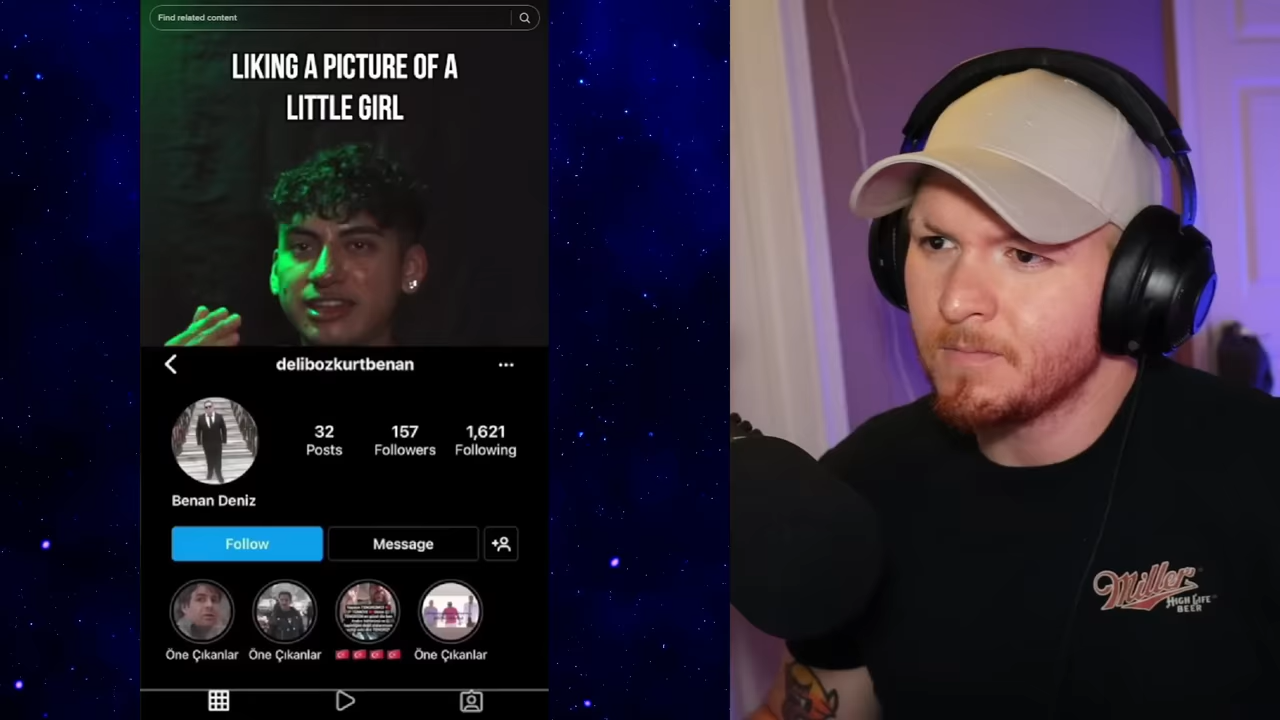 Find related content
LIKING A PICTURE OF A
LITTLE GIRL
delibozkurtbenan
32
157
1,621
Posts
Followers
Following
Benan Deniz
Follow
Message
Öne Çıkanlar
Öne Çıkanlar
🇹🇷🇹🇷🇹🇷🇹🇷
Öne Çıkanlar
Miller
HIGH LIFE
BEER